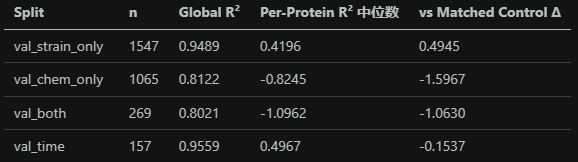 Split n Global R² Per-Protein R² 中位数 vs Matched Control Δ
val_strain_only 1547 0.9489 0.4196 0.4945
val_chem_only 1065 0.8122 -0.8245 -1.5967
val_both 269 0.8021 -1.0962 -1.0630
val_time 157 0.9559 0.4967 -0.1537